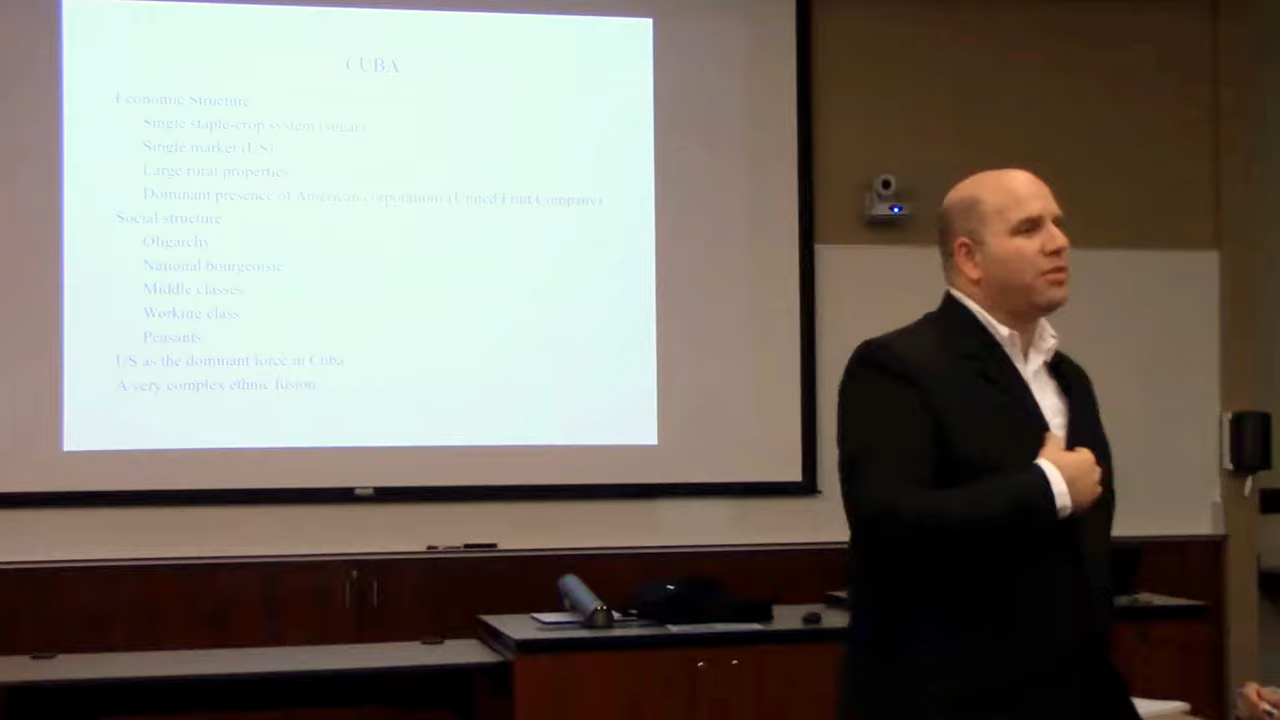 CUBA
Economic Structure
Single staple-crop system (sugar)
Single market (US)
Large rural properties
Dominant presence of American corporations (United Fruit Company)
Social structure
Oligarchy
National bourgeoisie
Middle classes
Working class
Peasants
US as the dominant force in Cuba
A very complex ethnic fusion